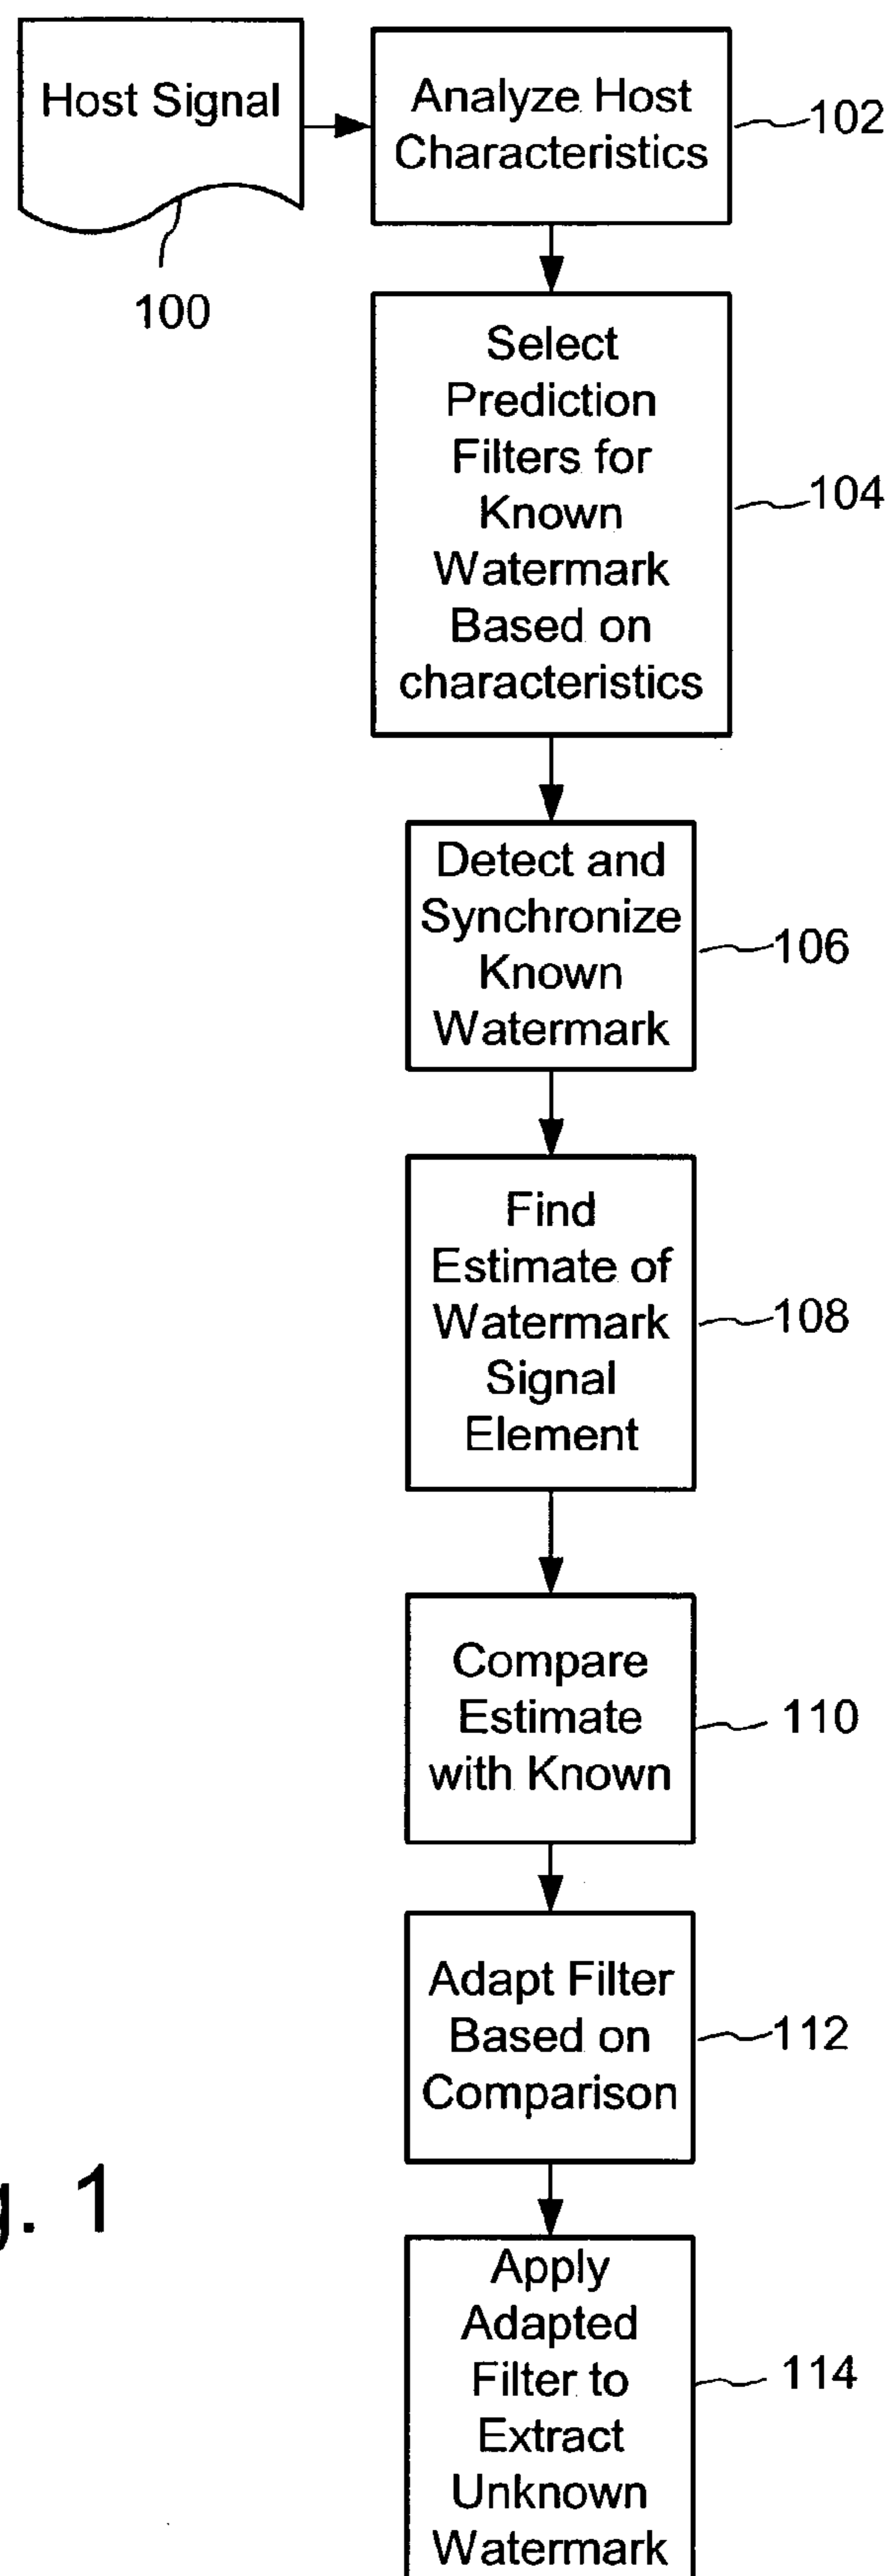 Host Signal
100
Analyze Host
Characteristics
102
Select
Prediction
Filters for
Known
Watermark
Based on
characteristics
104
Detect and
Synchronize
Known
Watermark
106
Find
Estimate of
Watermark
Signal
Element
108
Compare
Estimate
with Known
110
Adapt Filter
Based on
Comparison
112
g. 1
Apply
Adapted
Filter to
Extract
Unknown
Watermark
114